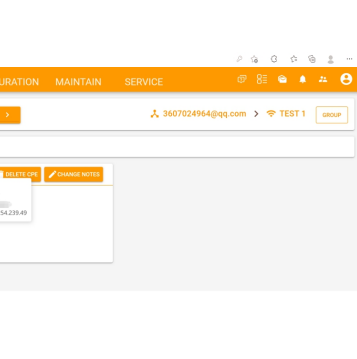 URATION MAINTAIN SERVICE
3607024964@qq.com > TEST 1 GROUP
DELETE CPE CHANGE NOTES
54.239.49